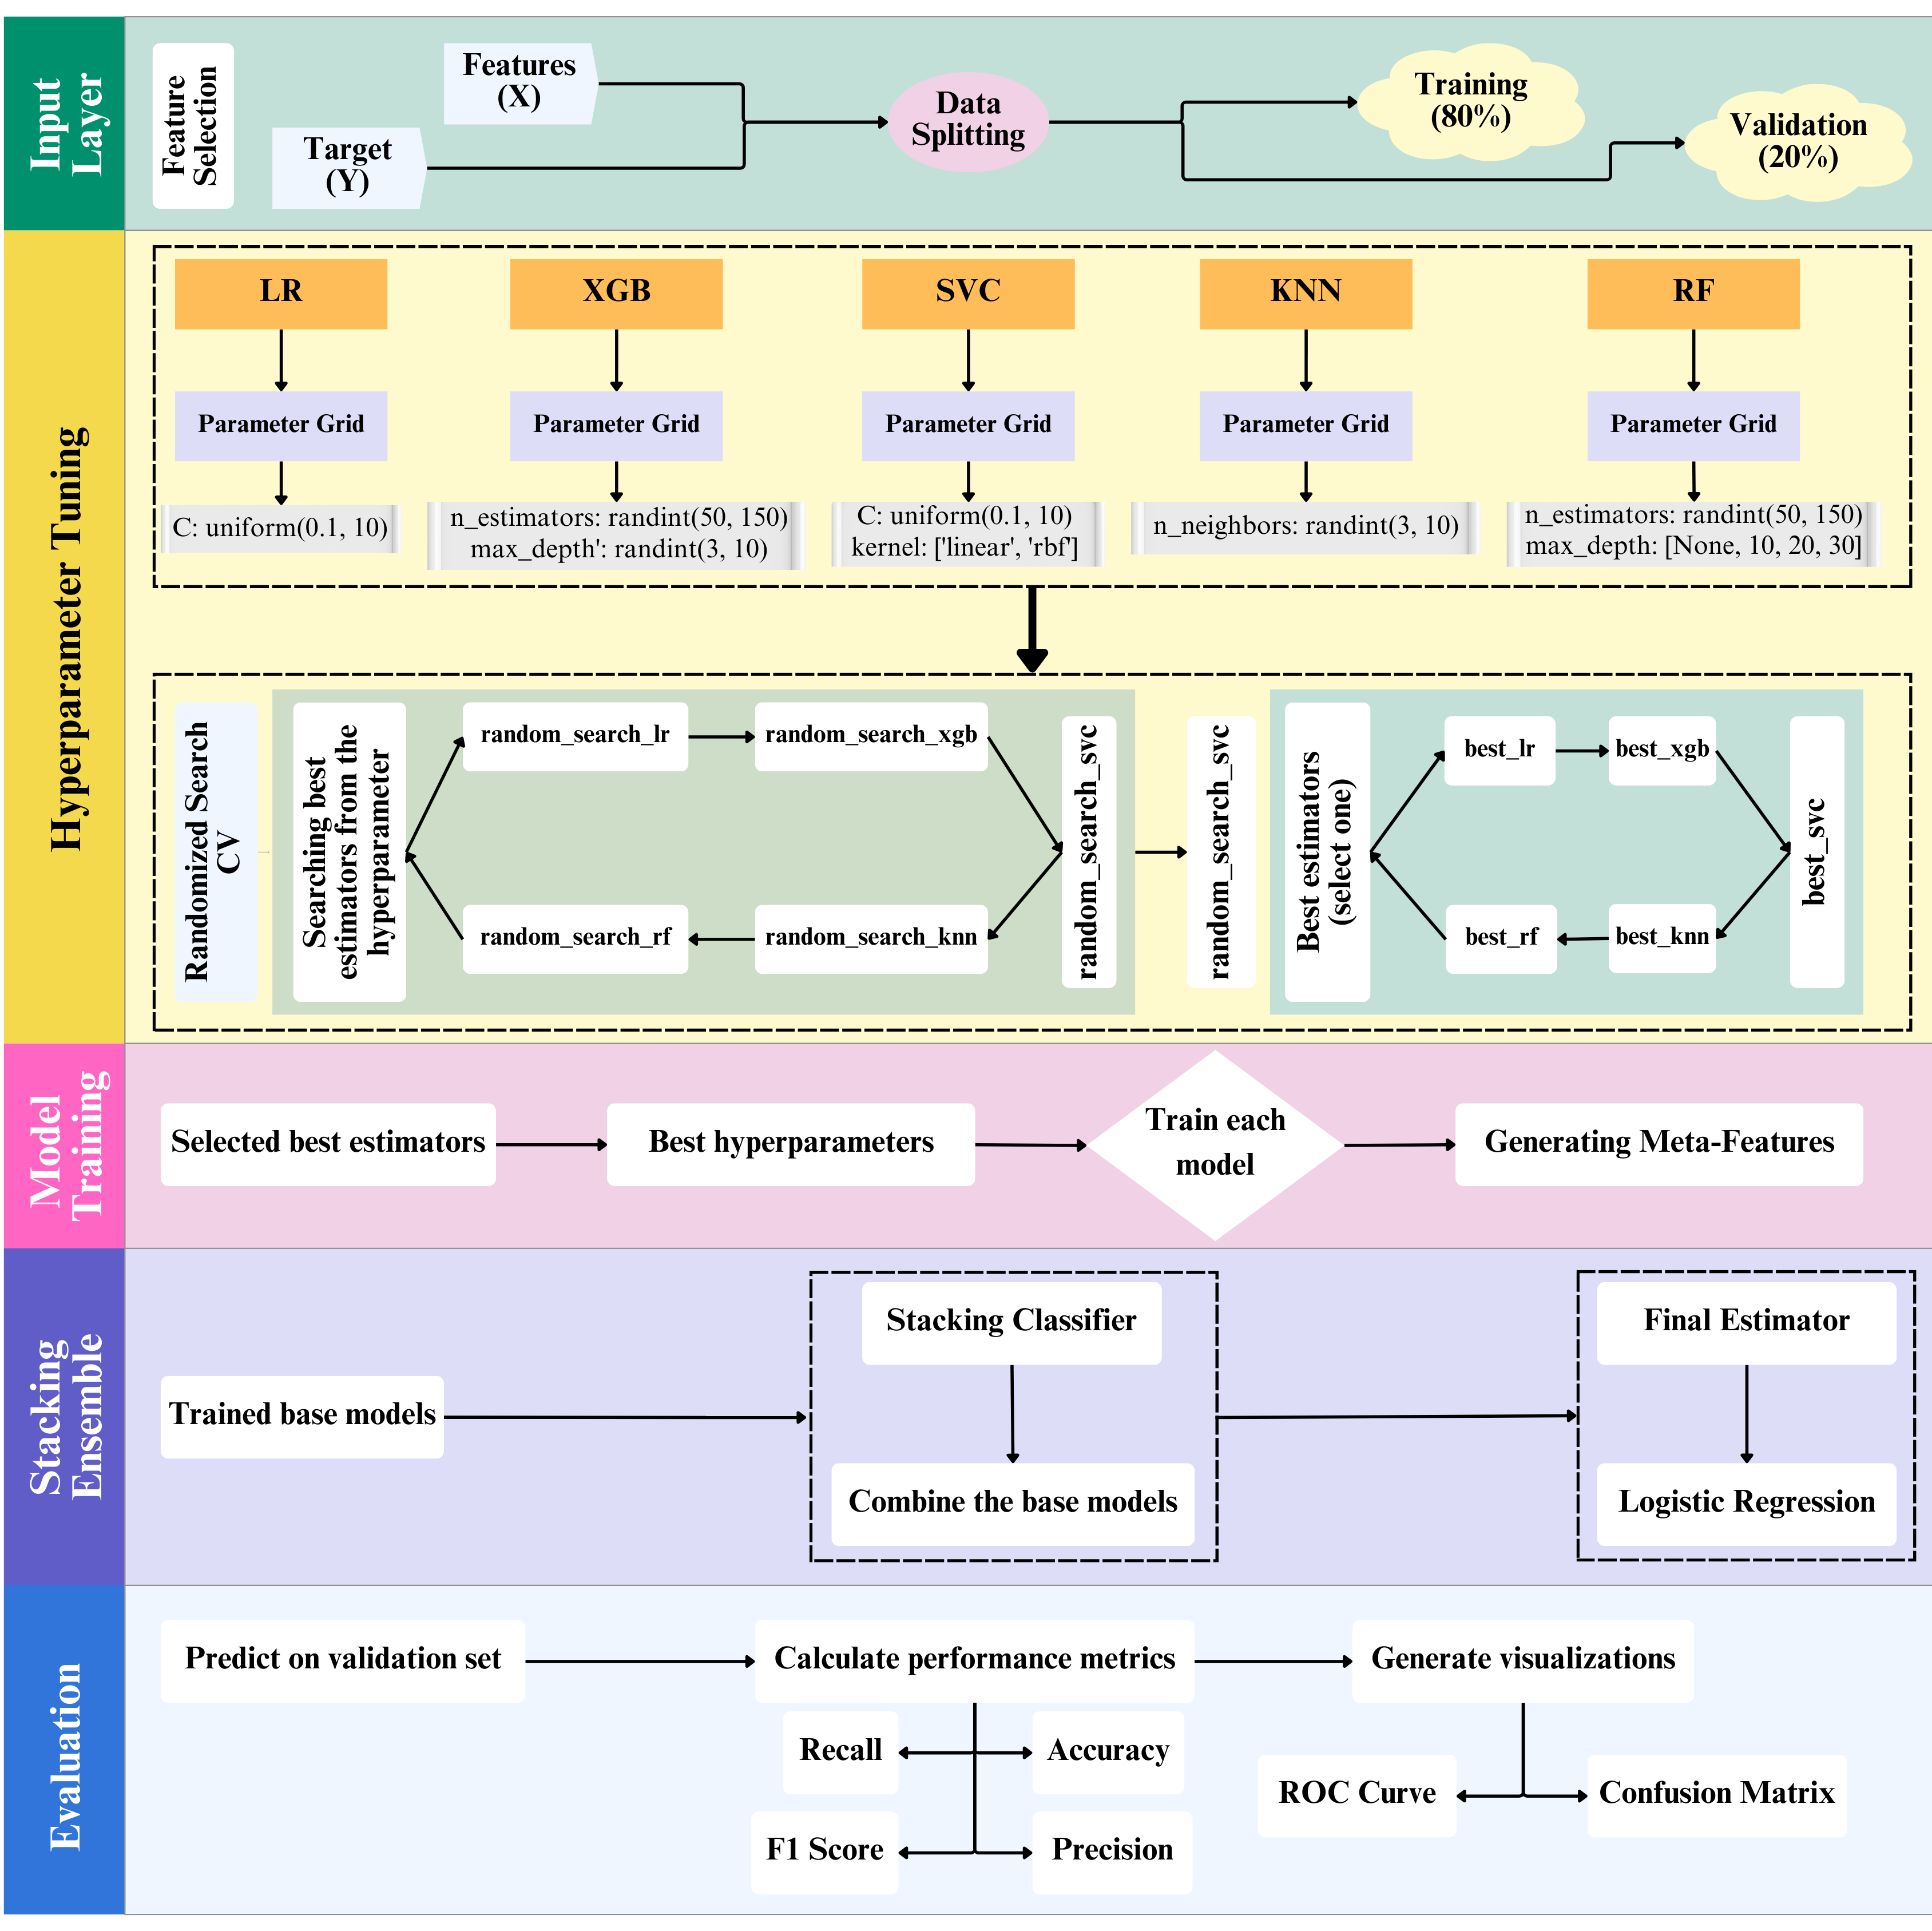 Input
Layer
Feature
Selection
Features
(X)
Target
(Y)
Data
Splitting
Training
(80%)
Validation
(20%)
Hyperparameter Tuning
LR
XGB
SVC
KNN
RF
Parameter Grid
Parameter Grid
Parameter Grid
Parameter Grid
Parameter Grid
C: uniform(0.1, 10)
n_estimators: randint(50, 150)
max_depth': randint(3, 10)
C: uniform(0.1, 10)
kernel: ['linear', 'rbf']
n_neighbors: randint(3, 10)
n_estimators: randint(50, 150)
max_depth: [None, 10, 20, 30]
Randomized Search
CV
Searching best
estimators from the
hyperparameter
random_search_lr
random_search_xgb
random_search_svc
random_search_knn
random_search_rf
random_search_svc
Best estimators
(select one)
best_lr
best_xgb
best_svc
best_knn
best_rf
Model
Training
Selected best estimators
Best hyperparameters
Train each
model
Generating Meta-Features
Stacking
Ensemble
Trained base models
Stacking Classifier
Combine the base models
Final Estimator
Logistic Regression
Evaluation
Predict on validation set
Calculate performance metrics
Generate visualizations
Recall
Accuracy
F1 Score
Precision
ROC Curve
Confusion Matrix